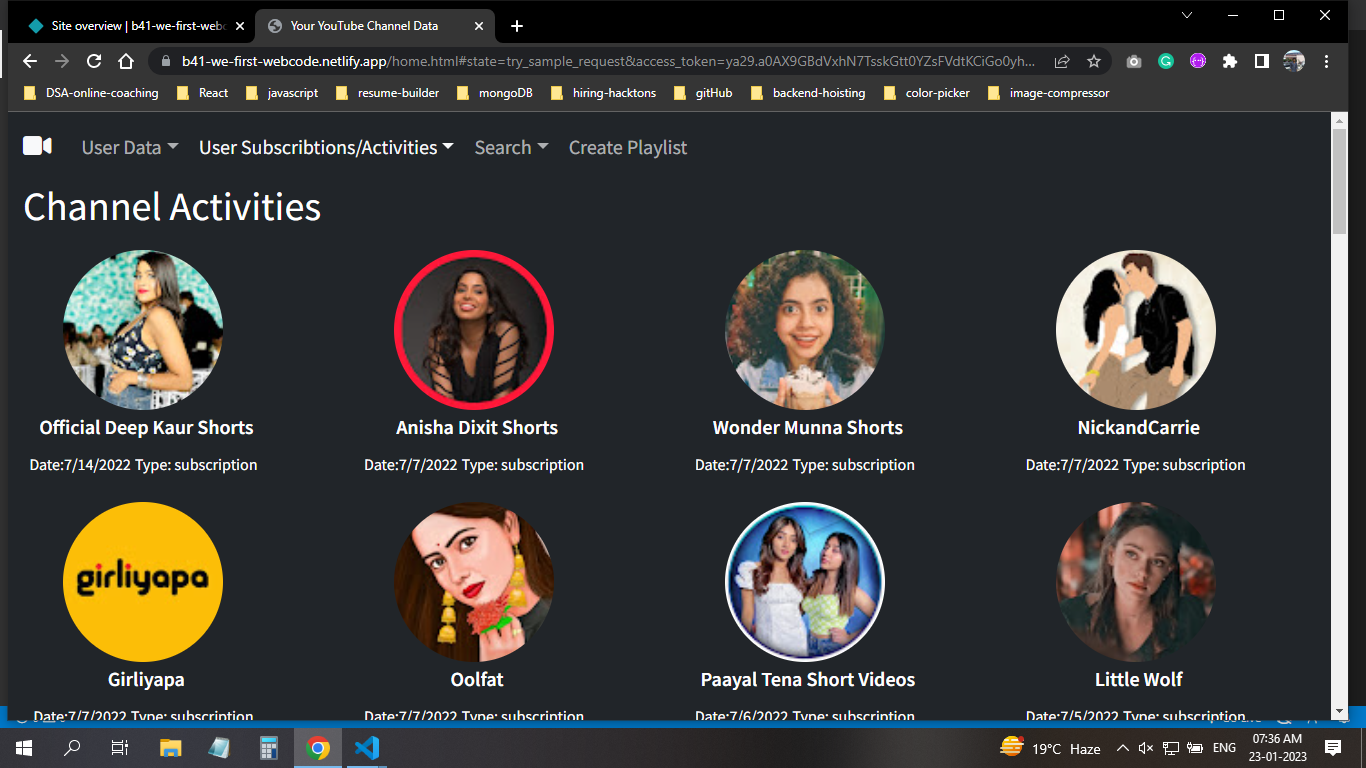 Site overview | b41-we-first-webc
Your YouTube Channel Data
b41-we-first-webcode.netlify.app/home.html#state=try_sample_request&access_token=ya29.a0AX9GBdVxhN7TsskGtt0YZsFVdtKCiGo0yh...
DSA-online-coaching React javascript resume-builder mongoDB hiring-hacktons gitHub backend-hoisting color-picker image-compressor
User Data User Subscribtions/Activities Search Create Playlist
Channel Activities
Official Deep Kaur Shorts Anisha Dixit Shorts Wonder Munna Shorts NickandCarrie
Date:7/14/2022 Type: subscription Date:7/7/2022 Type: subscription Date:7/7/2022 Type: subscription Date:7/7/2022 Type: subscription
girliyapa
Girliyapa Oolfat Paayal Tena Short Videos Little Wolf
Date:7/7/2022 Type: subscription Date:7/7/2022 Type: subscription Date:7/6/2022 Type: subscription Date:7/5/2022 Type: subscription
19°C Haze ENG 07:36 AM
23-01-2023